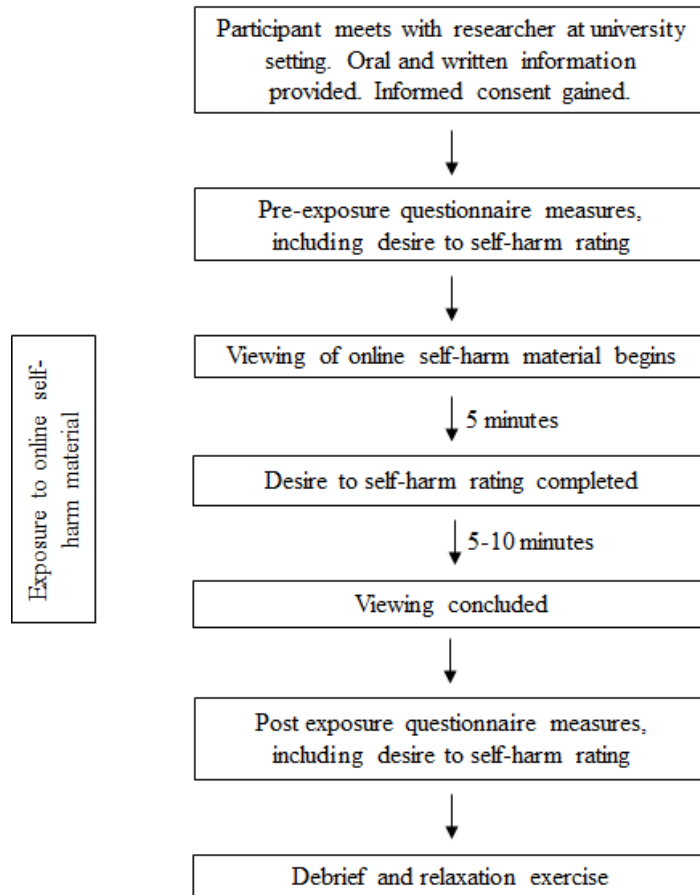 Participant meets with researcher at university
setting. Oral and written information
provided. Informed consent gained.
Pre-exposure questionnaire measures,
including desire to self-harm rating
Exposure to online self-
harm material
Viewing of online self-harm material begins
5 minutes
Desire to self-harm rating completed
5-10 minutes
Viewing concluded
Post exposure questionnaire measures,
including desire to self-harm rating
Debrief and relaxation exercise